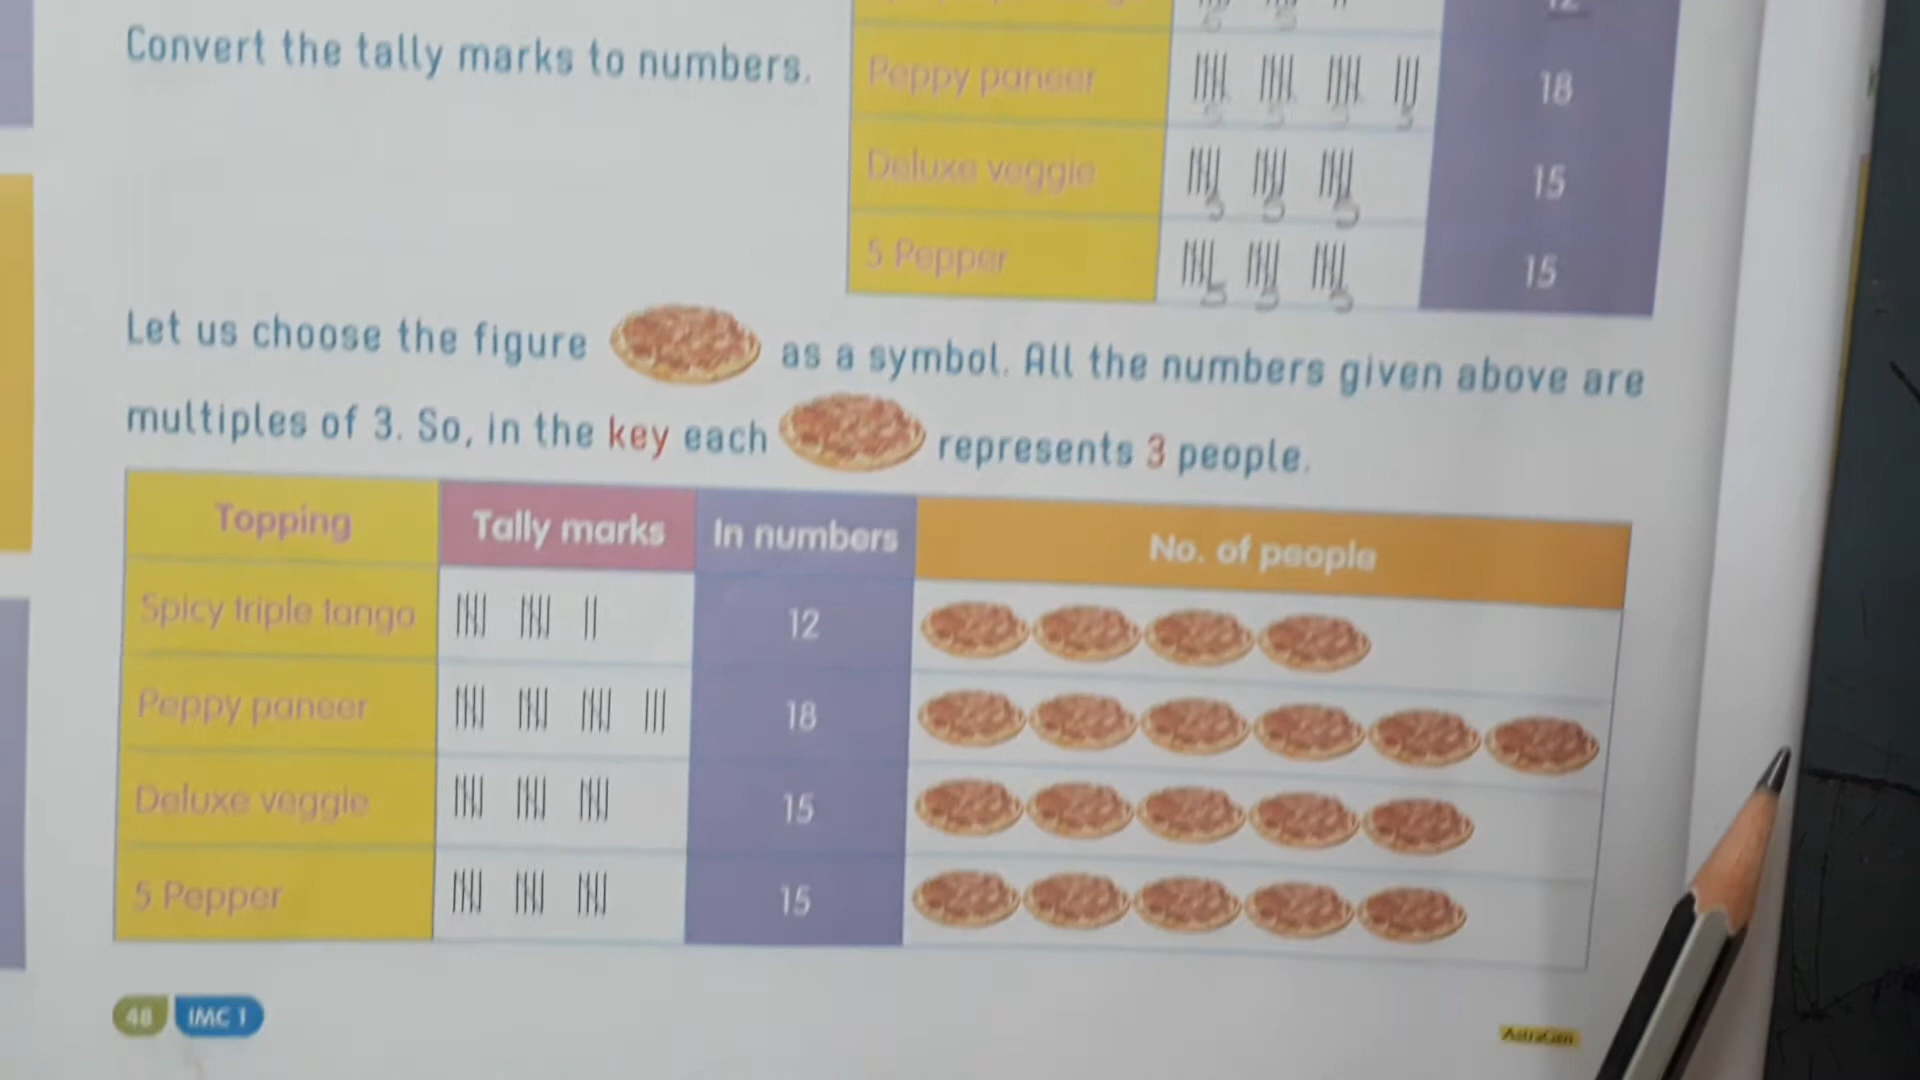 12
Convert the tally marks to numbers.
Peppy paneer 18
Deluxe veggie 15
5 Pepper 15
Let us choose the figure as a symbol. All the numbers given above are
multiples of 3. So, in the key each represents 3 people.
Topping Tally marks In numbers No. of people
Spicy triple tango 12
Peppy paneer 18
Deluxe veggie 15
5 Pepper 15
48 IMC 1